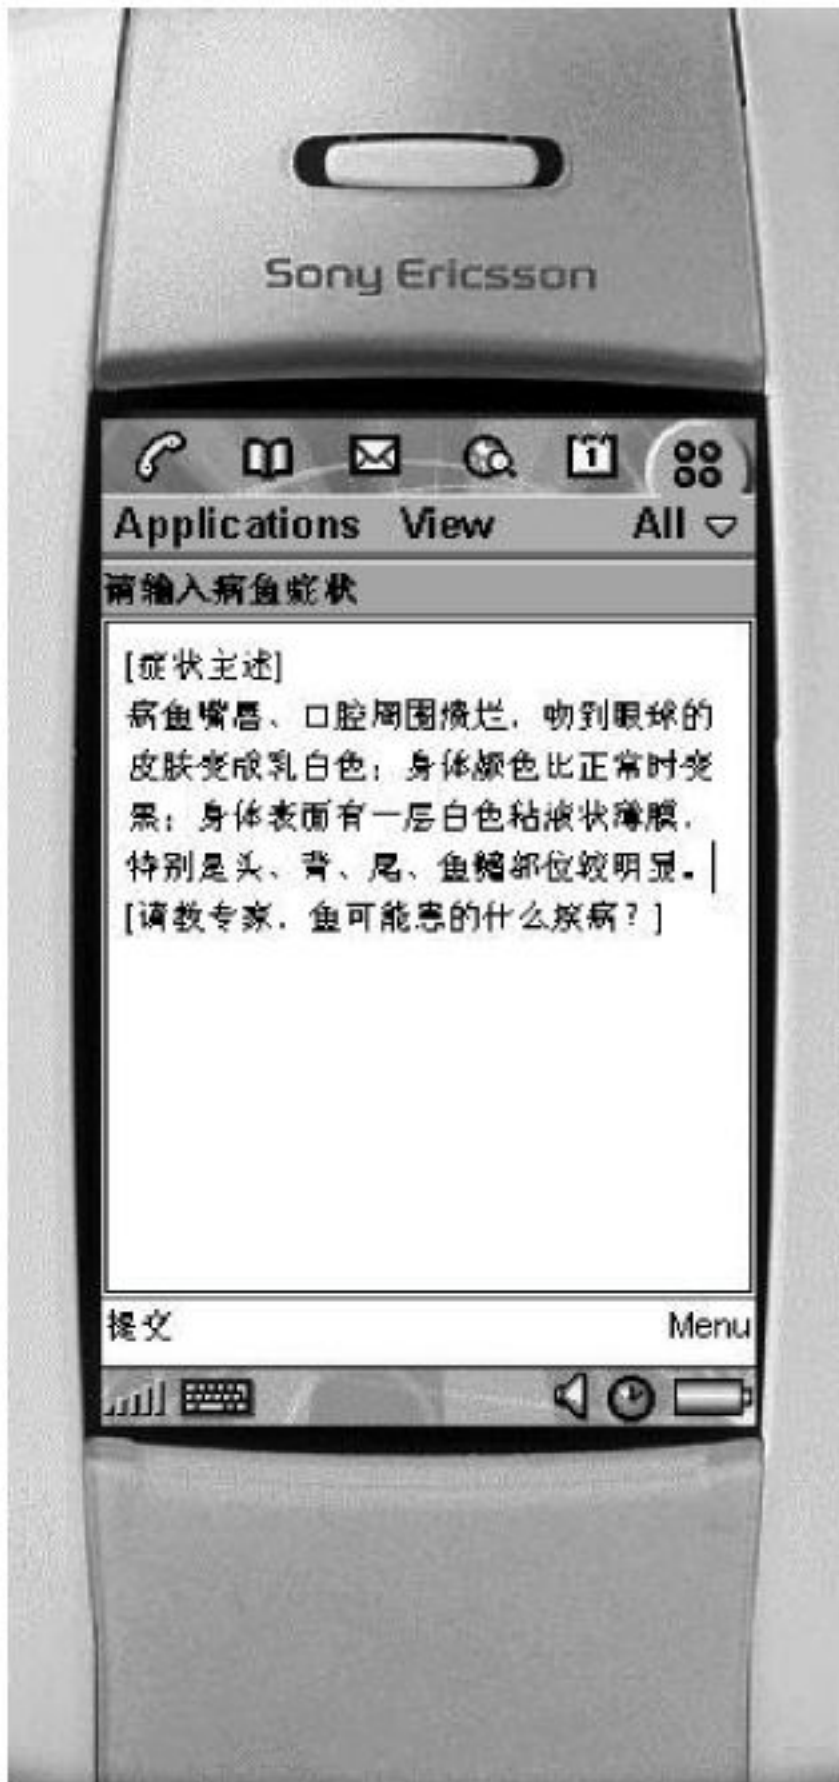 Sony Ericsson
1
Applications View All
请输入病鱼症状
[症状主述]
病鱼嘴唇、口腔周围溃烂，吻到眼球的
皮肤变成乳白色；身体颜色比正常时变
黑；身体表面有一层白色粘液状薄膜，
特别是头、背、尾、鱼鳍部位较明显。
[请教专家，鱼可能患的什么疾病？]
提交 Menu